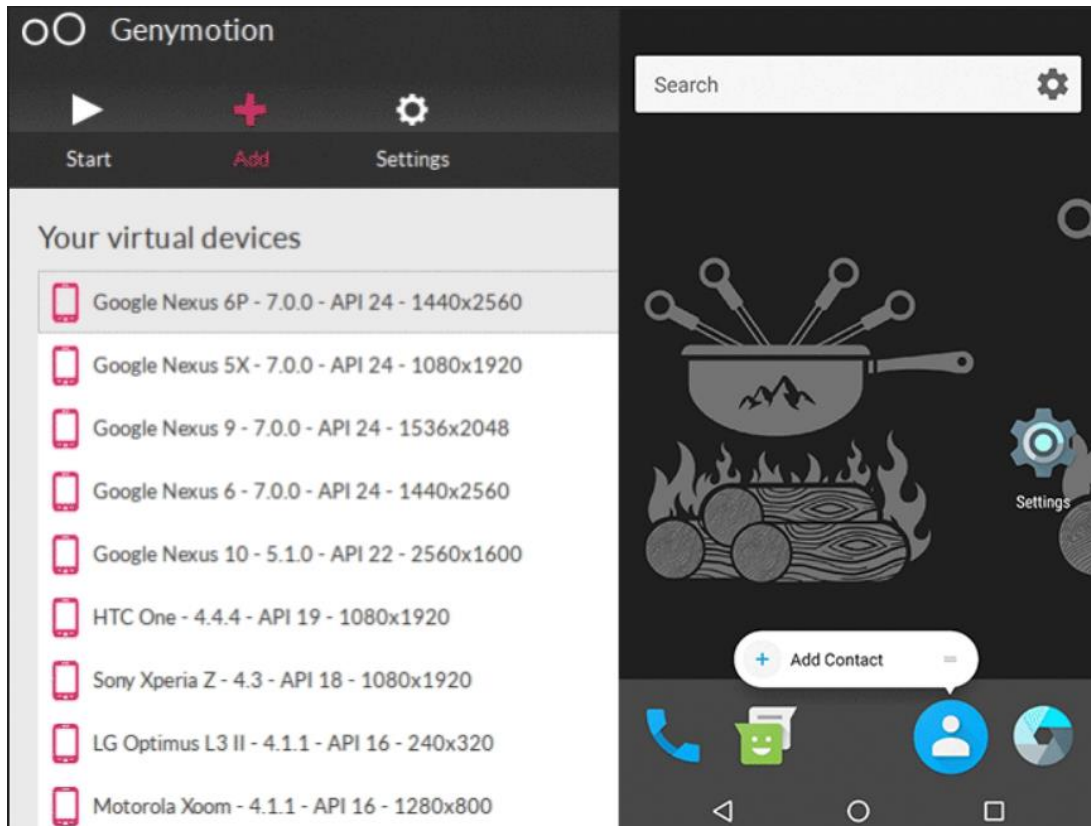 Genymotion
Start
Add
Settings
Your virtual devices
Google Nexus 6P - 7.0.0 - API 24 - 1440x2560
Google Nexus 5X - 7.0.0 - API 24 - 1080x1920
Google Nexus 9 - 7.0.0 - API 24 - 1536x2048
Google Nexus 6 - 7.0.0 - API 24 - 1440x2560
Google Nexus 10 - 5.1.0 - API 22 - 2560x1600
HTC One - 4.4.4 - API 19 - 1080x1920
Sony Xperia Z - 4.3 - API 18 - 1080x1920
LG Optimus L3 II - 4.1.1 - API 16 - 240x320
Motorola Xoom - 4.1.1 - API 16 - 1280x800
Search
Settings
Add Contact